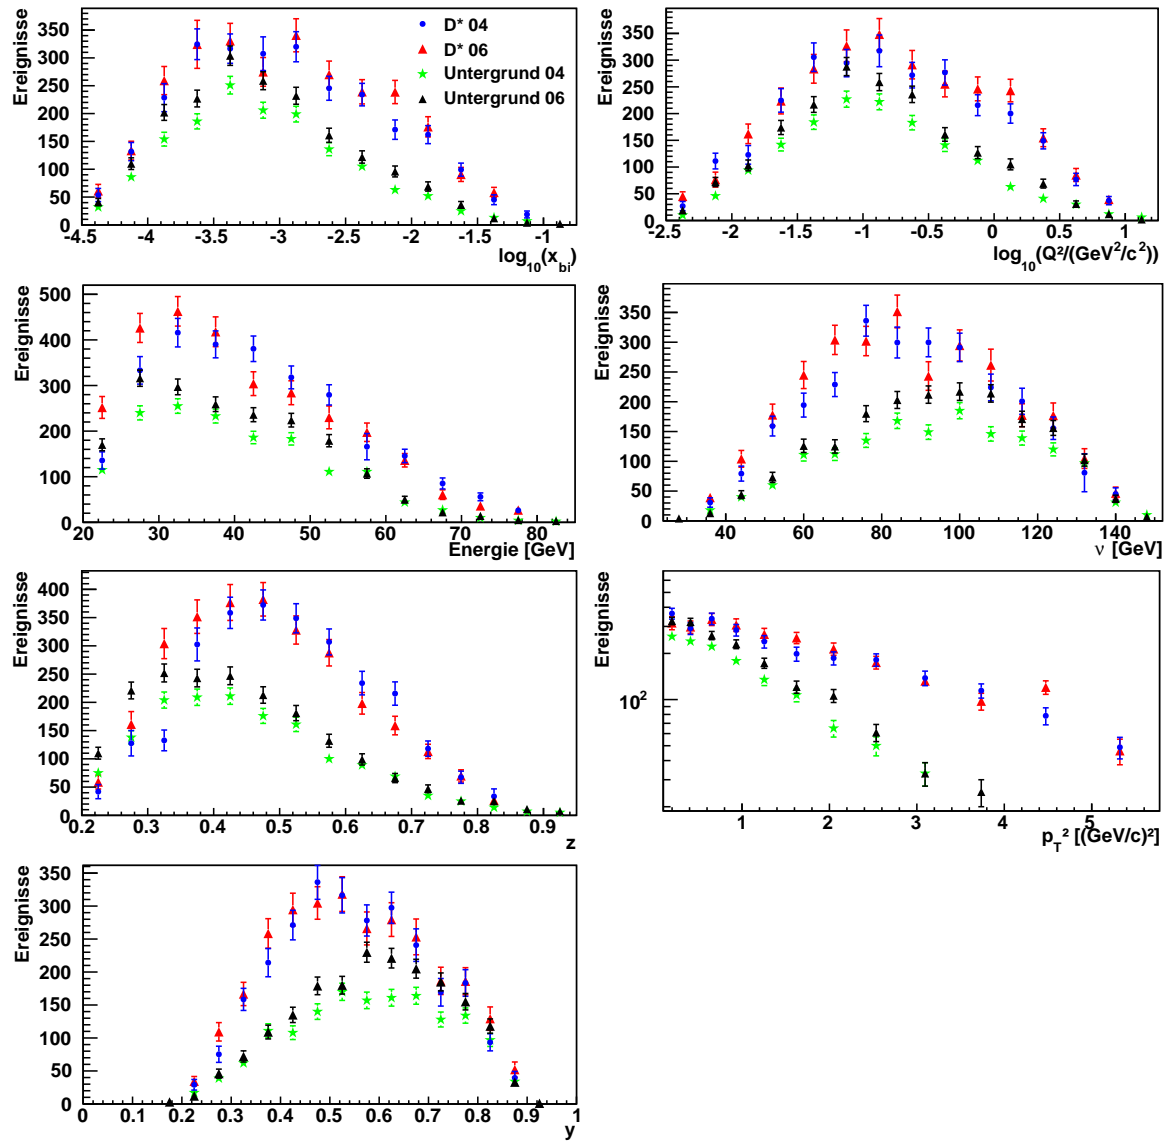 Ereignisse
350
300
250
200
150
100
50
0
-4.5 -4 -3.5 -3 -2.5 -2 -1.5 -1
log10(x_bi)
D* 04
D* 06
Untergrund 04
Untergrund 06
Ereignisse
350
300
250
200
150
100
50
0
-2.5 -2 -1.5 -1 -0.5 0 0.5 1
log10(Q²/(GeV²/c²))
Ereignisse
500
400
300
200
100
0
20 30 40 50 60 70 80
Energie [GeV]
Ereignisse
350
300
250
200
150
100
50
0
40 60 80 100 120 140
ν [GeV]
Ereignisse
400
350
300
250
200
150
100
50
0
0.2 0.3 0.4 0.5 0.6 0.7 0.8 0.9
z
Ereignisse
10²
1 2 3 4 5
p_T² [(GeV/c)²]
Ereignisse
350
300
250
200
150
100
50
0
0 0.1 0.2 0.3 0.4 0.5 0.6 0.7 0.8 0.9 1
y